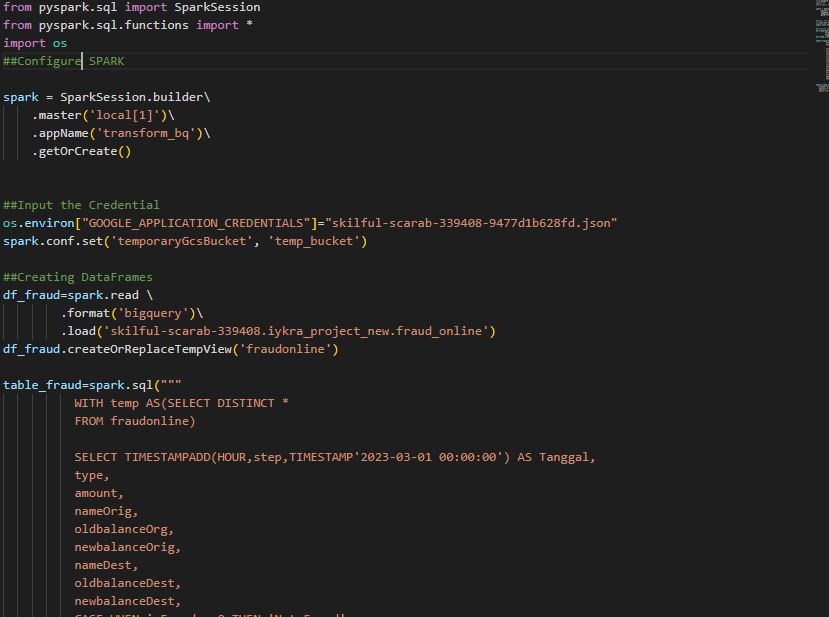 from pyspark.sql import SparkSession
from pyspark.sql.functions import *
import os
##Configure SPARK
spark = SparkSession.builder\
.master('local[1]')\
.appName('transform_bq')\
.getOrCreate()
##Input the Credential
os.environ["GOOGLE_APPLICATION_CREDENTIALS"]="skilful-scarab-339408-9477d1b628fd.json"
spark.conf.set('temporaryGcsBucket', 'temp_bucket')
##Creating DataFrames
df_fraud=spark.read \
.format('bigquery')\
.load('skilful-scarab-339408.iykra_project_new.fraud_online')
df_fraud.createOrReplaceTempView('fraudonline')
table_fraud=spark.sql("""
WITH temp AS(SELECT DISTINCT *
FROM fraudonline)
SELECT TIMESTAMPADD(HOUR,step,TIMESTAMP'2023-03-01 00:00:00') AS Tanggal,
type,
amount,
nameOrig,
oldbalanceOrg,
newbalanceOrig,
nameDest,
oldbalanceDest,
newbalanceDest,